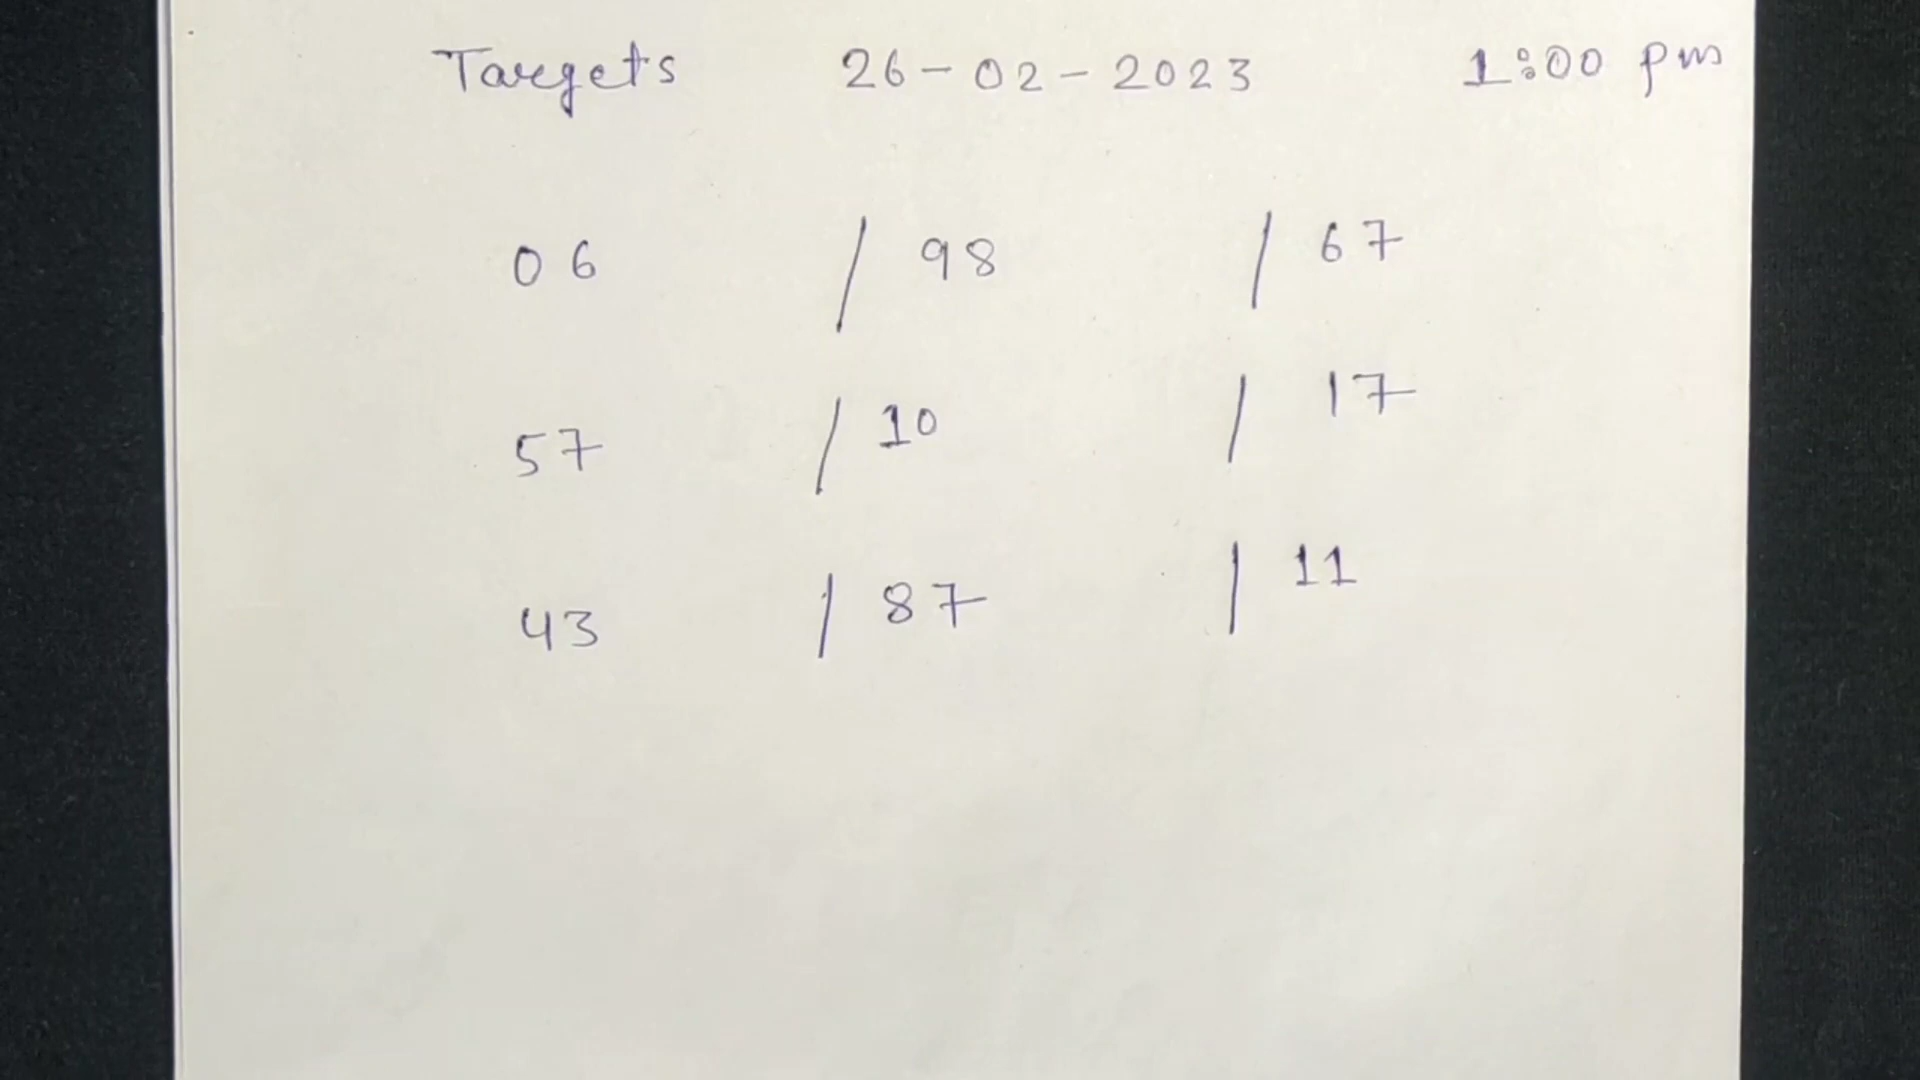 Targets 26-02-2023 1:00 pm
06 / 98 / 67
57 / 10 / 17
43 / 87 / 11